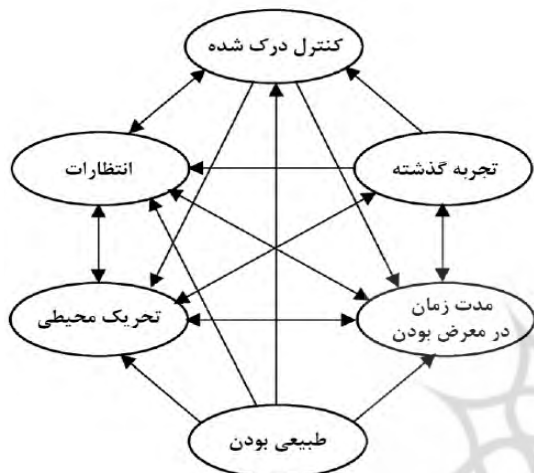 کنترل درک شده
تجربه گذشته
انتظارات
مدت زمان
در معرض بودن
تحریک محیطی
طبیعی بودن